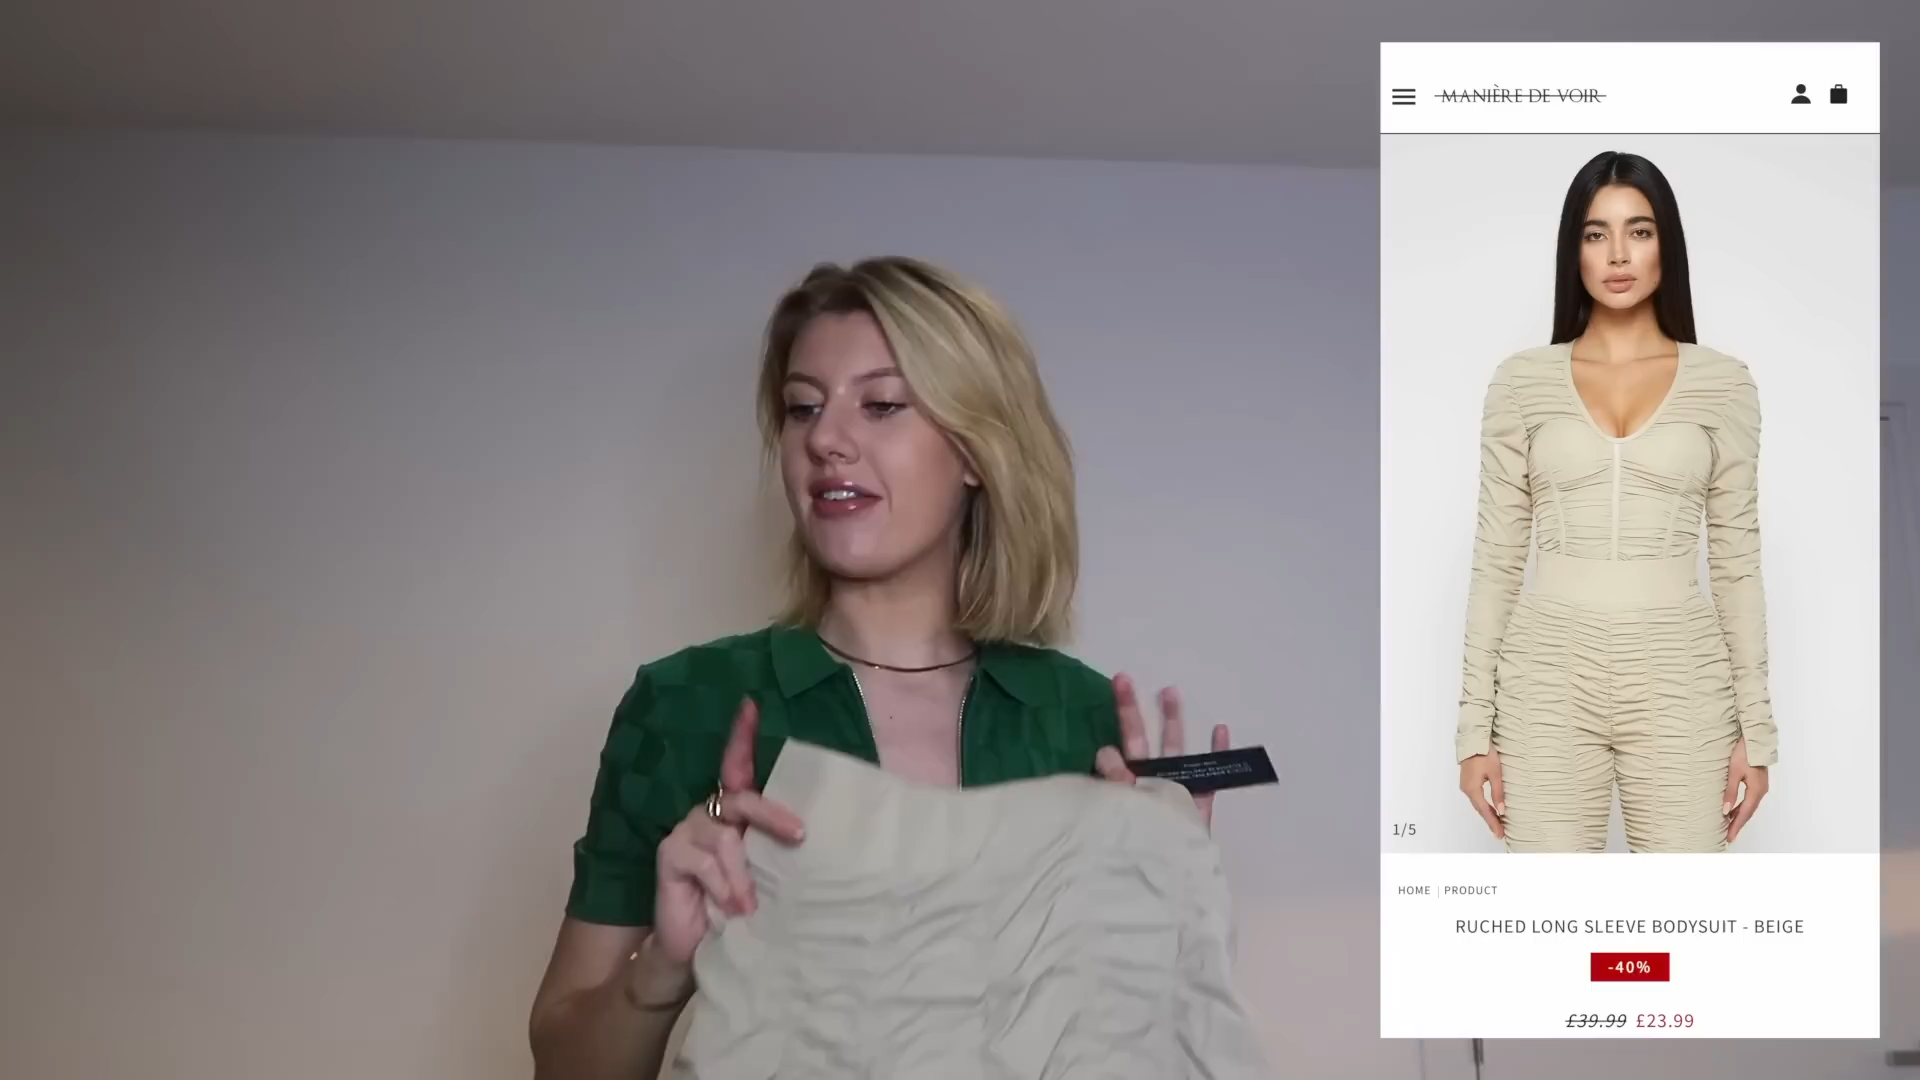 MANIÈRE DE VOIR
1/5
HOME | PRODUCT
RUCHED LONG SLEEVE BODYSUIT - BEIGE
-40%
£39.99 £23.99